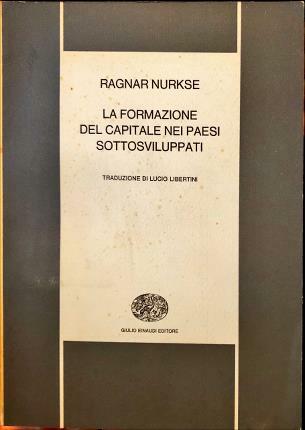 RAGNAR NURKSE
LA FORMAZIONE
DEL CAPITALE NEI PAESI
SOTTOSVILUPPATI
TRADUZIONE DI LUCIO LIBERTINI
GIULIO EINAUDI EDITORE